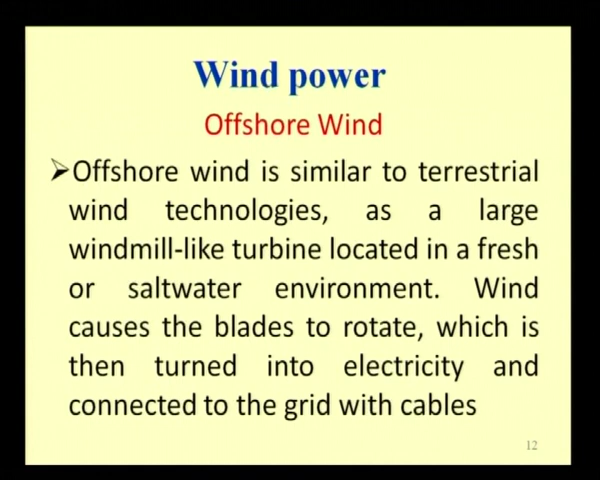 Wind power
Offshore Wind
➢Offshore wind is similar to terrestrial
wind technologies, as a large
windmill-like turbine located in a fresh
or saltwater environment. Wind
causes the blades to rotate, which is
then turned into electricity and
connected to the grid with cables
12